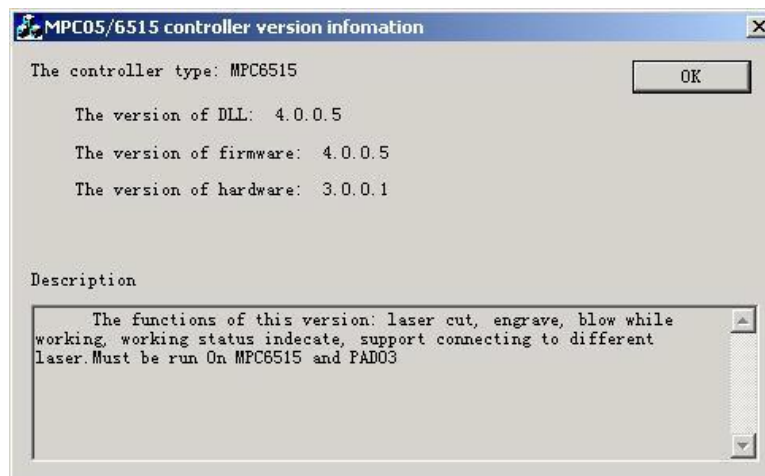 MPC05/6515 controller version infomation
The controller type: MPC6515
OK
The version of DLL: 4.0.0.5
The version of firmware: 4.0.0.5
The version of hardware: 3.0.0.1
Description
The functions of this version: laser cut, engrave, blow while
working, working status indecate, support connecting to different
laser.Must be run On MPC6515 and PAD03